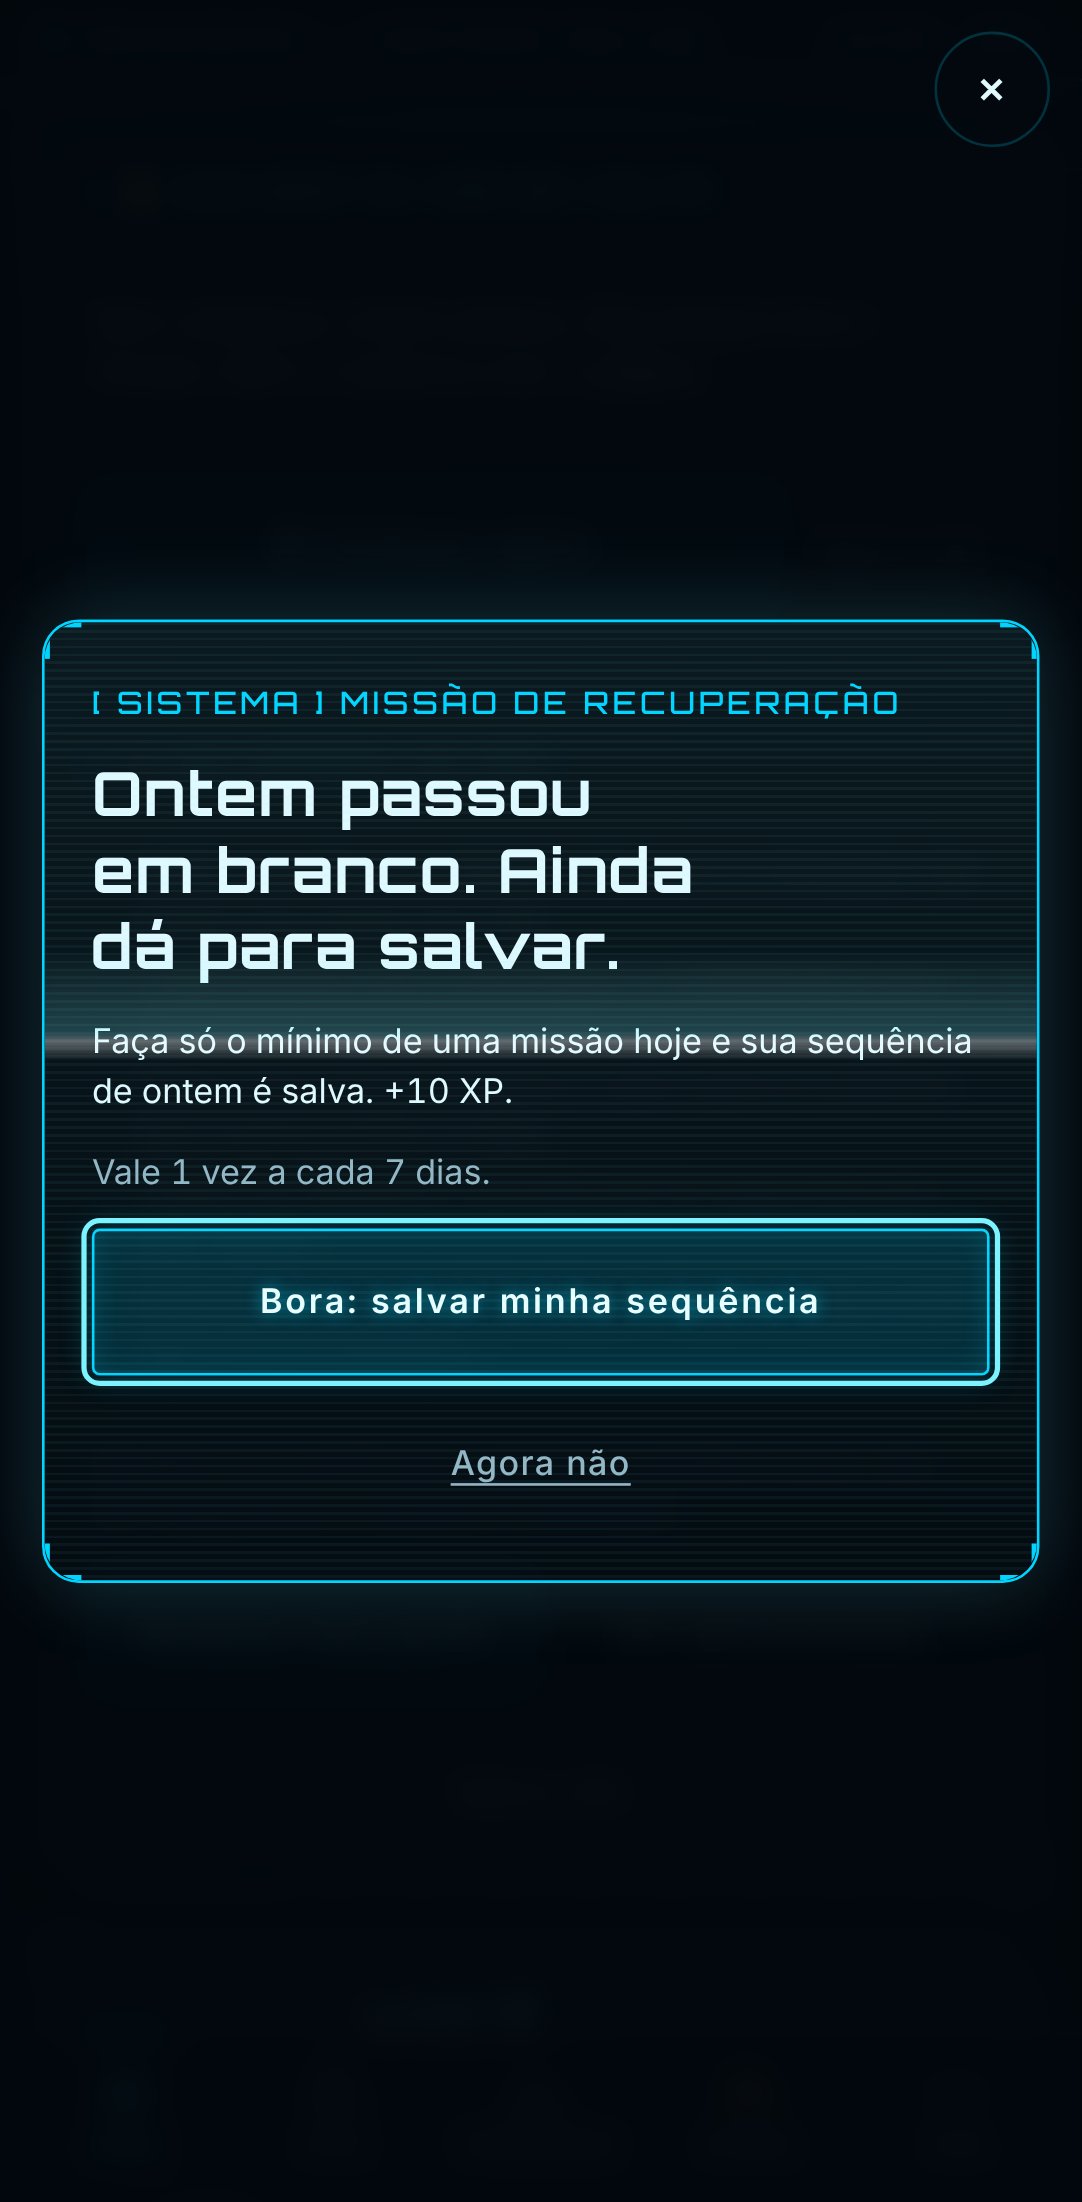 [ SISTEMA ] MISSÃO DE RECUPERAÇÃO
Ontem passou
em branco. Ainda
dá para salvar.
Faça só o mínimo de uma missão hoje e sua sequência
de ontem é salva. +10 XP.
Vale 1 vez a cada 7 dias.
Bora: salvar minha sequência
Agora não